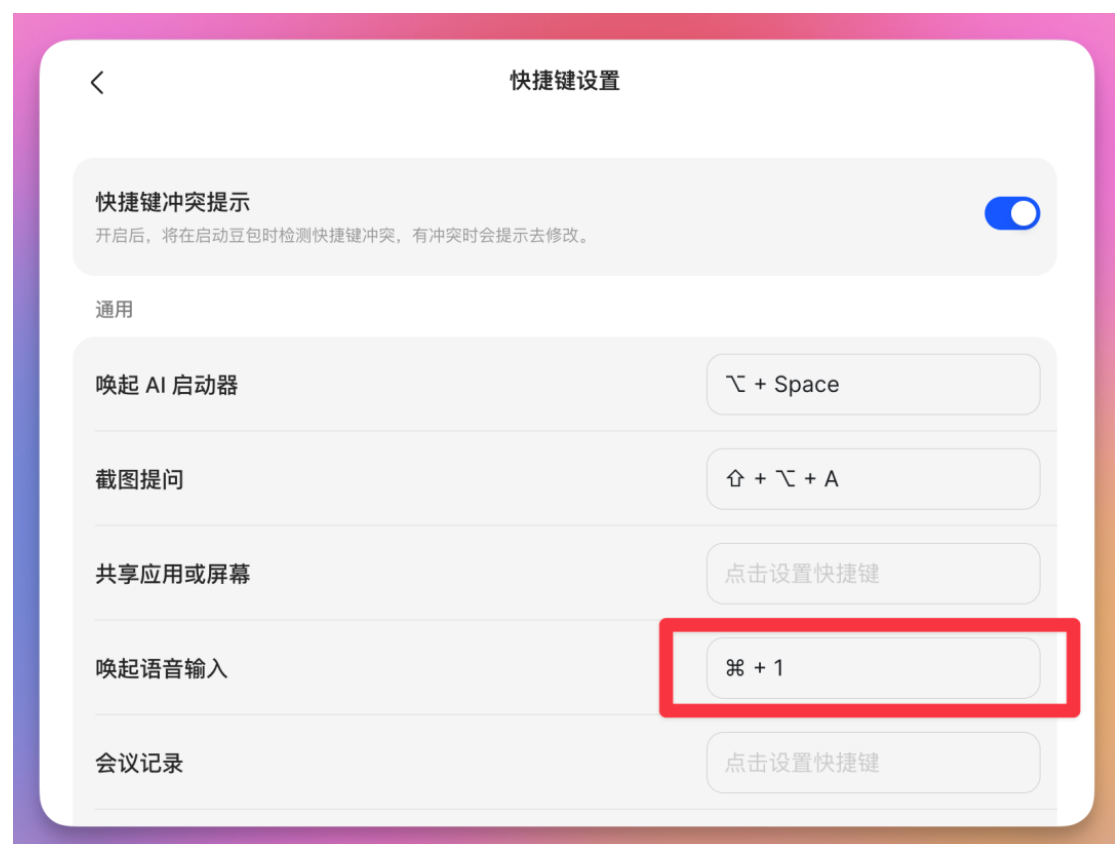 快捷键设置
快捷键冲突提示
开启后，将在启动豆包时检测快捷键冲突，有冲突时会提示去修改。
通用
唤起 AI 启动器
⌥ + Space
截图提问
⇧ + ⌥ + A
共享应用或屏幕
点击设置快捷键
唤起语音输入
⌘ + 1
会议记录
点击设置快捷键